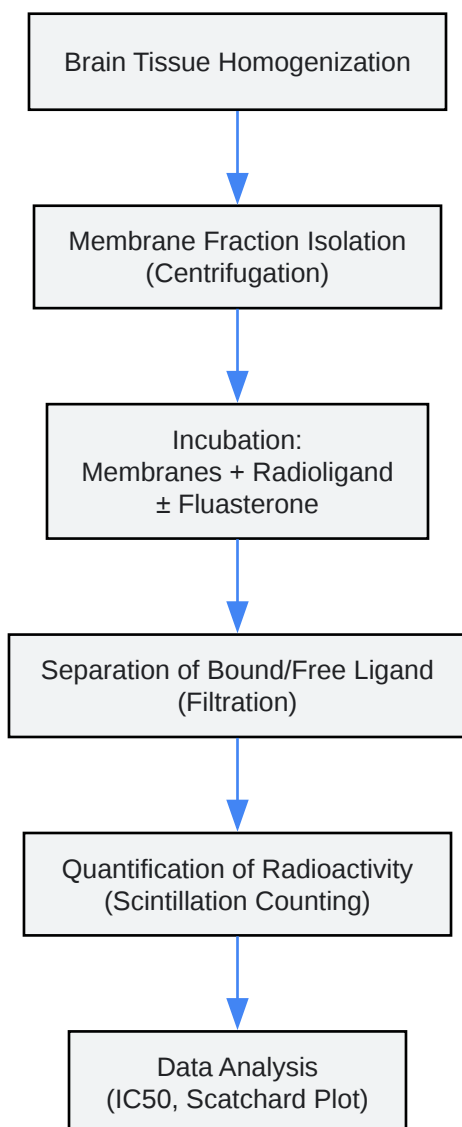 Brain Tissue Homogenization
Membrane Fraction Isolation
(Centrifugation)
Incubation:
Membranes + Radioligand
± Fluasterone
Separation of Bound/Free Ligand
(Filtration)
Quantification of Radioactivity
(Scintillation Counting)
Data Analysis
(IC50, Scatchard Plot)